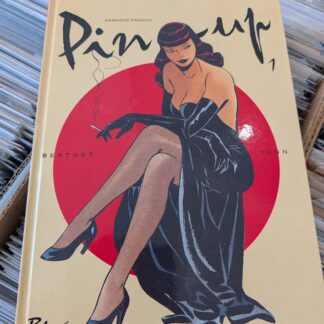 DARGAUD PRESENTE
Pin-up
1
BERTHET
YANN